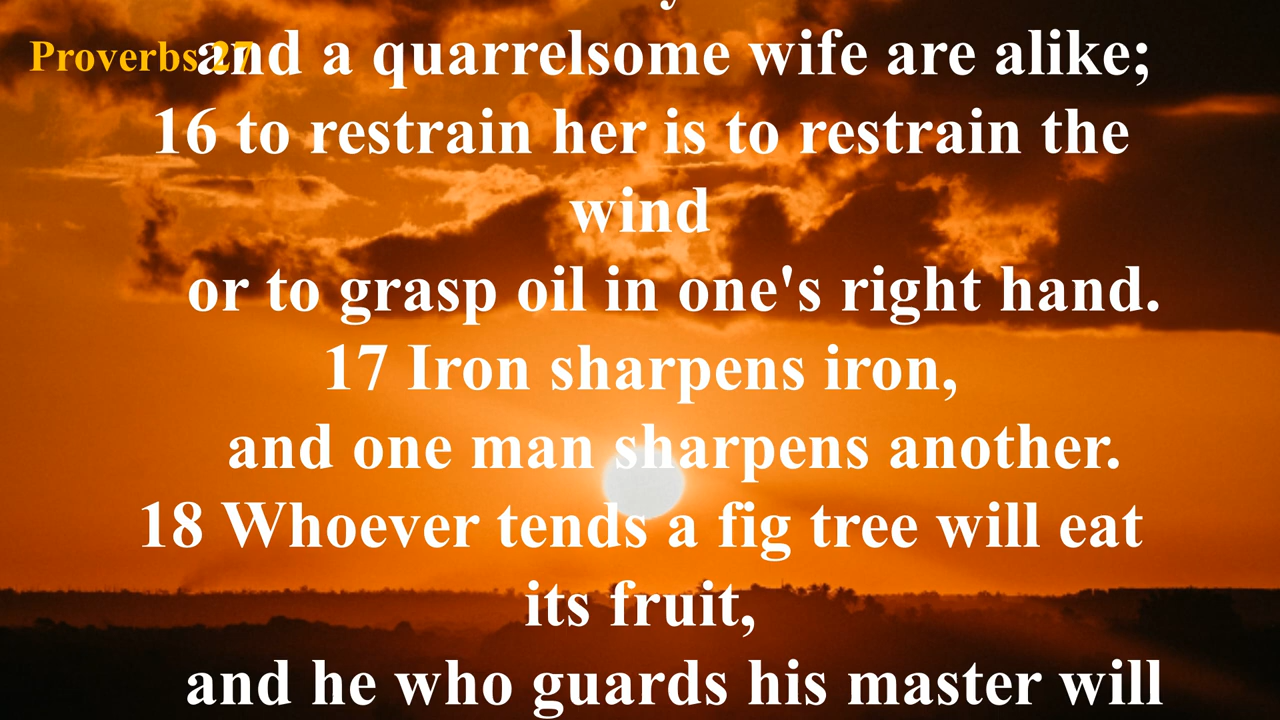 Proverbs 27
and a quarrelsome wife are alike;
16 to restrain her is to restrain the
wind
or to grasp oil in one's right hand.
17 Iron sharpens iron,
and one man sharpens another.
18 Whoever tends a fig tree will eat
its fruit,
and he who guards his master will